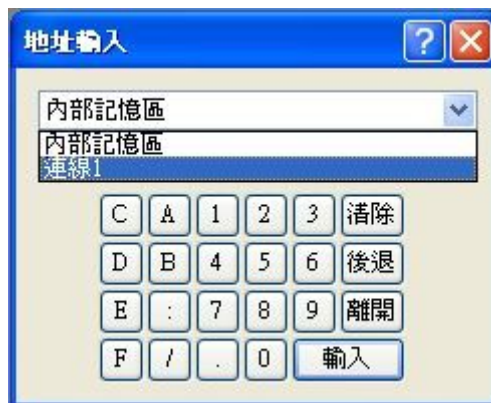 地址輸入
?
內部記憶區
內部記憶區
連線1
C A 1 2 3 清除
D B 4 5 6 後退
E : 7 8 9 離開
F / . 0 輸入